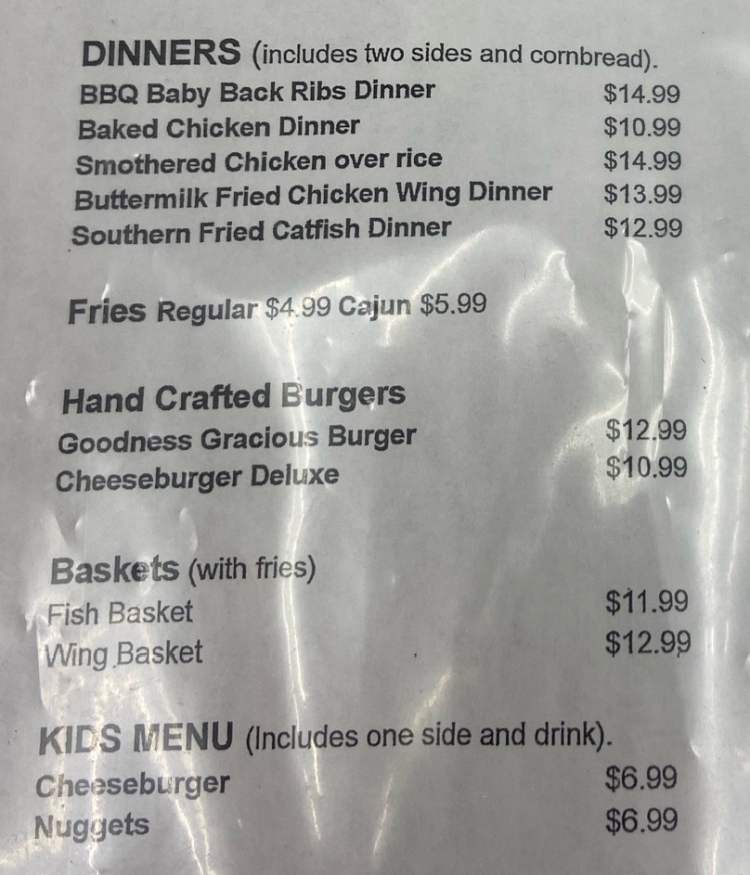 DINNERS (includes two sides and cornbread).
BBQ Baby Back Ribs Dinner $14.99
Baked Chicken Dinner $10.99
Smothered Chicken over rice $14.99
Buttermilk Fried Chicken Wing Dinner $13.99
Southern Fried Catfish Dinner $12.99
Fries Regular $4.99 Cajun $5.99
Hand Crafted Burgers
Goodness Gracious Burger $12.99
Cheeseburger Deluxe $10.99
Baskets (with fries)
Fish Basket $11.99
Wing Basket $12.99
KIDS MENU (Includes one side and drink).
Cheeseburger $6.99
Nuggets $6.99